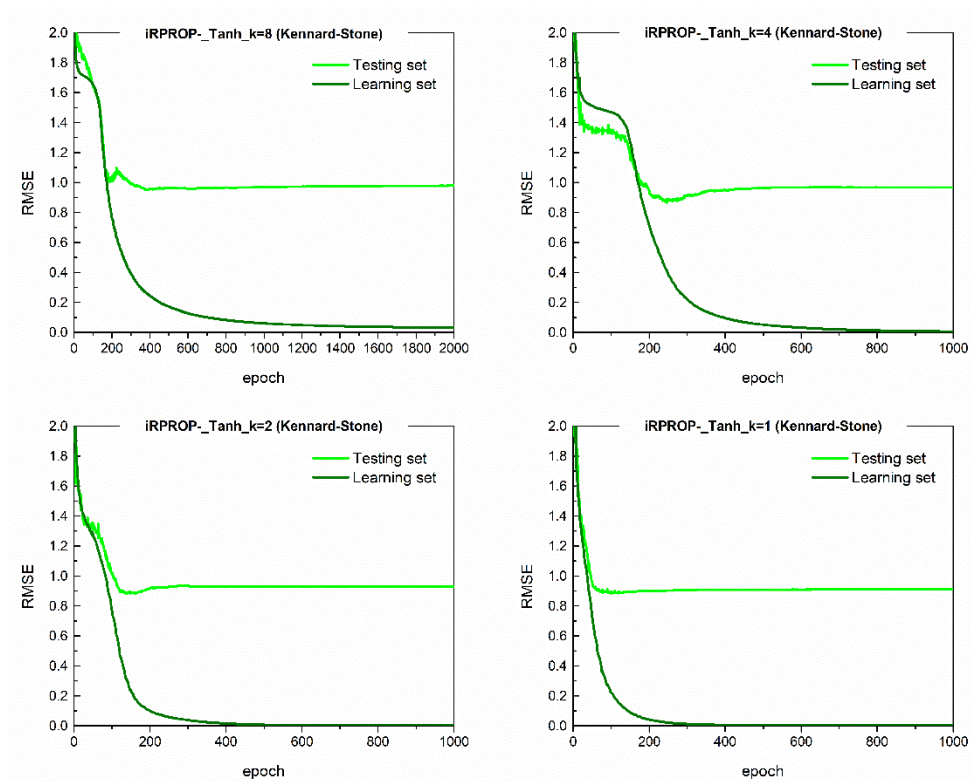 iRPROP-_Tanh_k=8 (Kennard-Stone)
2.0
1.8
1.6
1.4
1.2
1.0
0.8
0.6
0.4
0.2
0.0
RMSE
Testing set
Learning set
0 200 400 600 800 1000 1200 1400 1600 1800 2000
epoch
iRPROP-_Tanh_k=4 (Kennard-Stone)
2.0
1.8
1.6
1.4
1.2
1.0
0.8
0.6
0.4
0.2
0.0
RMSE
Testing set
Learning set
0 200 400 600 800 1000
epoch
iRPROP-_Tanh_k=2 (Kennard-Stone)
2.0
1.8
1.6
1.4
1.2
1.0
0.8
0.6
0.4
0.2
0.0
RMSE
Testing set
Learning set
0 200 400 600 800 1000
epoch
iRPROP-_Tanh_k=1 (Kennard-Stone)
2.0
1.8
1.6
1.4
1.2
1.0
0.8
0.6
0.4
0.2
0.0
RMSE
Testing set
Learning set
0 200 400 600 800 1000
epoch